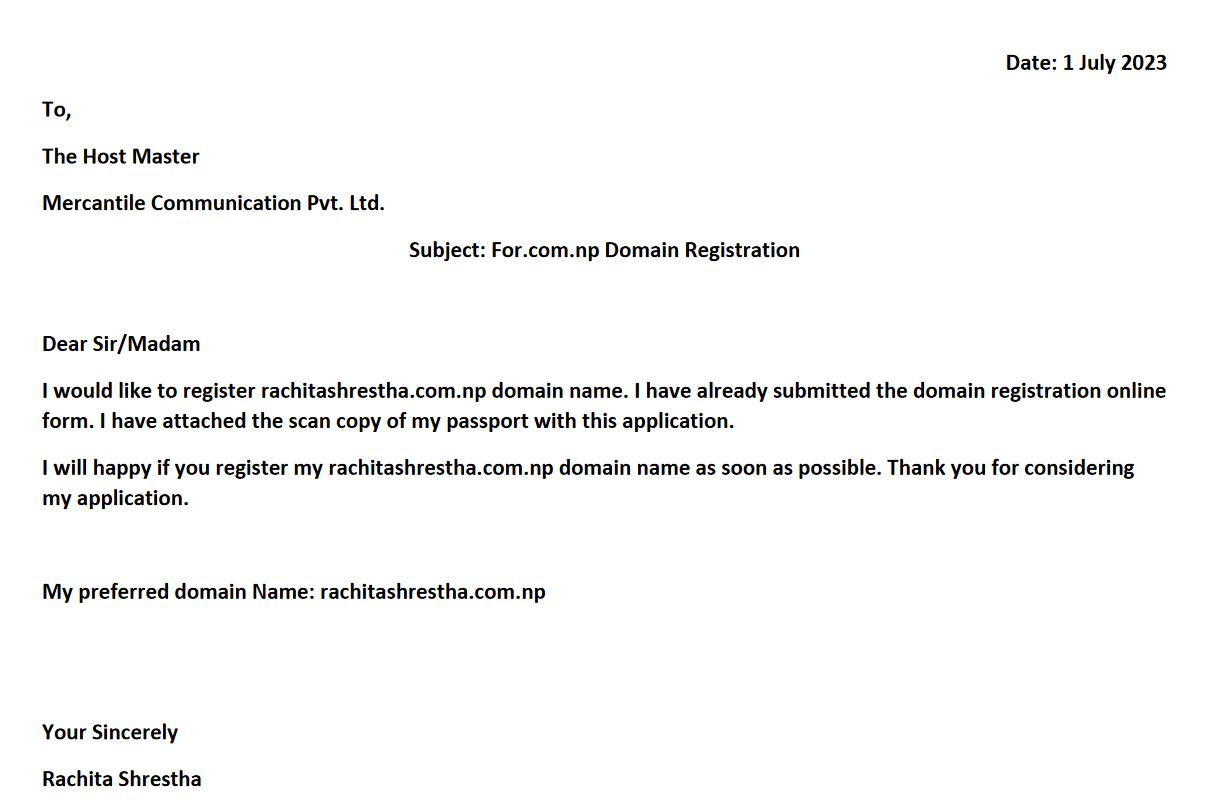 Date: 1 July 2023
To,
The Host Master
Mercantile Communication Pvt. Ltd.
Subject: For.com.np Domain Registration
Dear Sir/Madam
I would like to register rachitashrestha.com.np domain name. I have already submitted the domain registration online
form. I have attached the scan copy of my passport with this application.
I will happy if you register my rachitashrestha.com.np domain name as soon as possible. Thank you for considering
my application.
My preferred domain Name: rachitashrestha.com.np
Your Sincerely
Rachita Shrestha